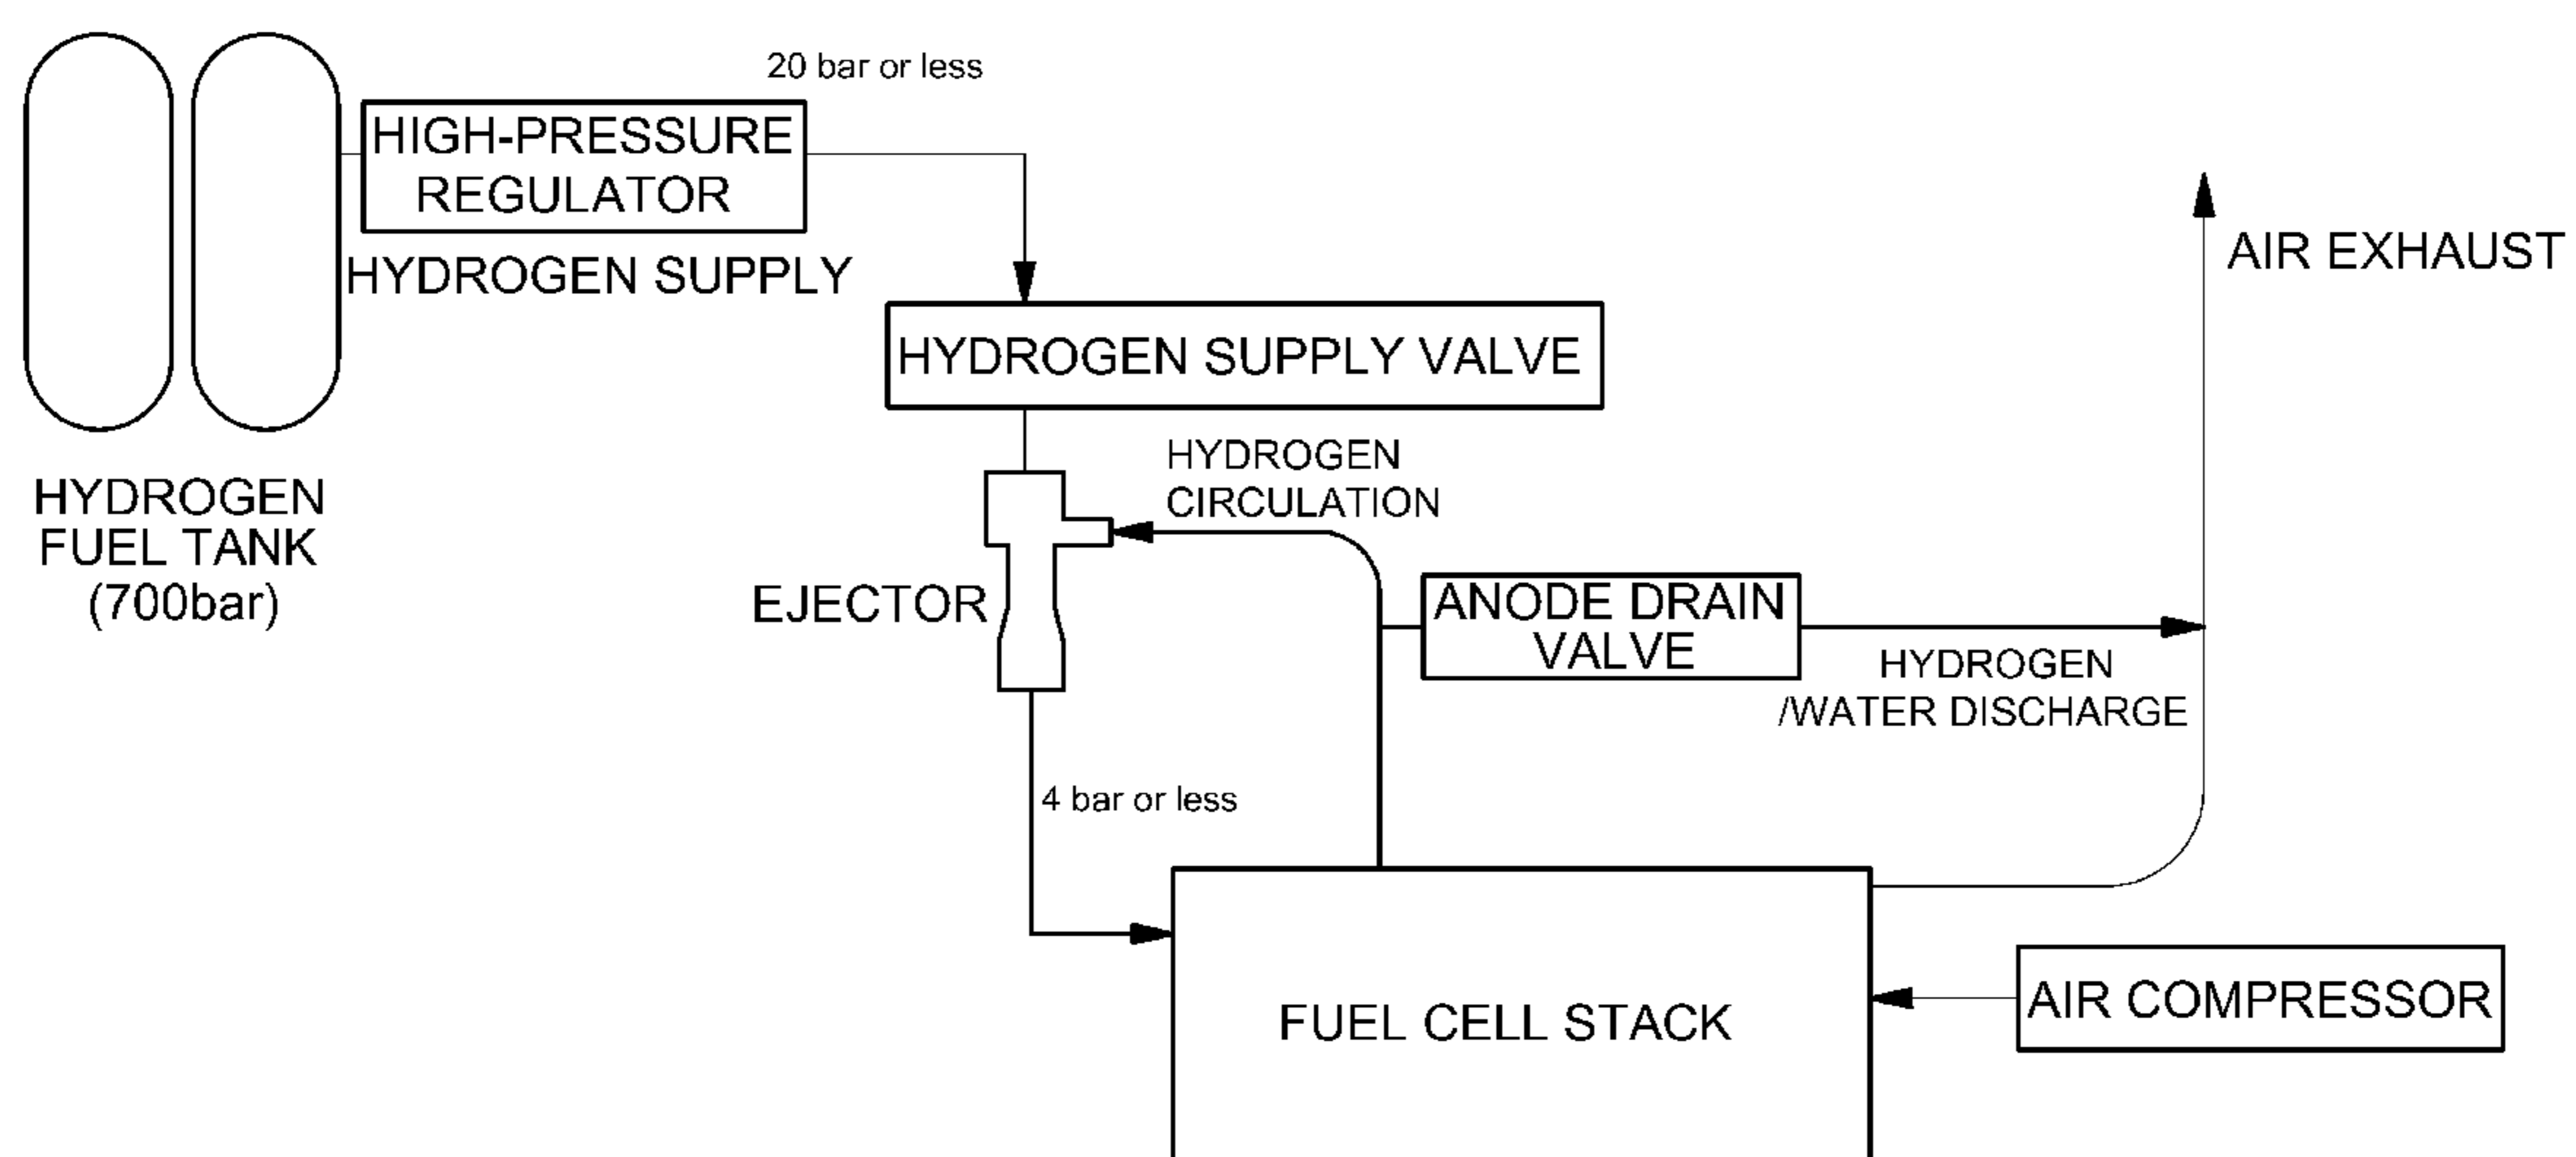 20 bar or less
HIGH-PRESSURE
REGULATOR
HYDROGEN SUPPLY
AIR EXHAUST
HYDROGEN SUPPLY VALVE
HYDROGEN
CIRCULATION
HYDROGEN
FUEL TANK
(700bar)
EJECTOR
ANODE DRAIN
VALVE
HYDROGEN
/WATER DISCHARGE
4 bar or less
FUEL CELL STACK
AIR COMPRESSOR